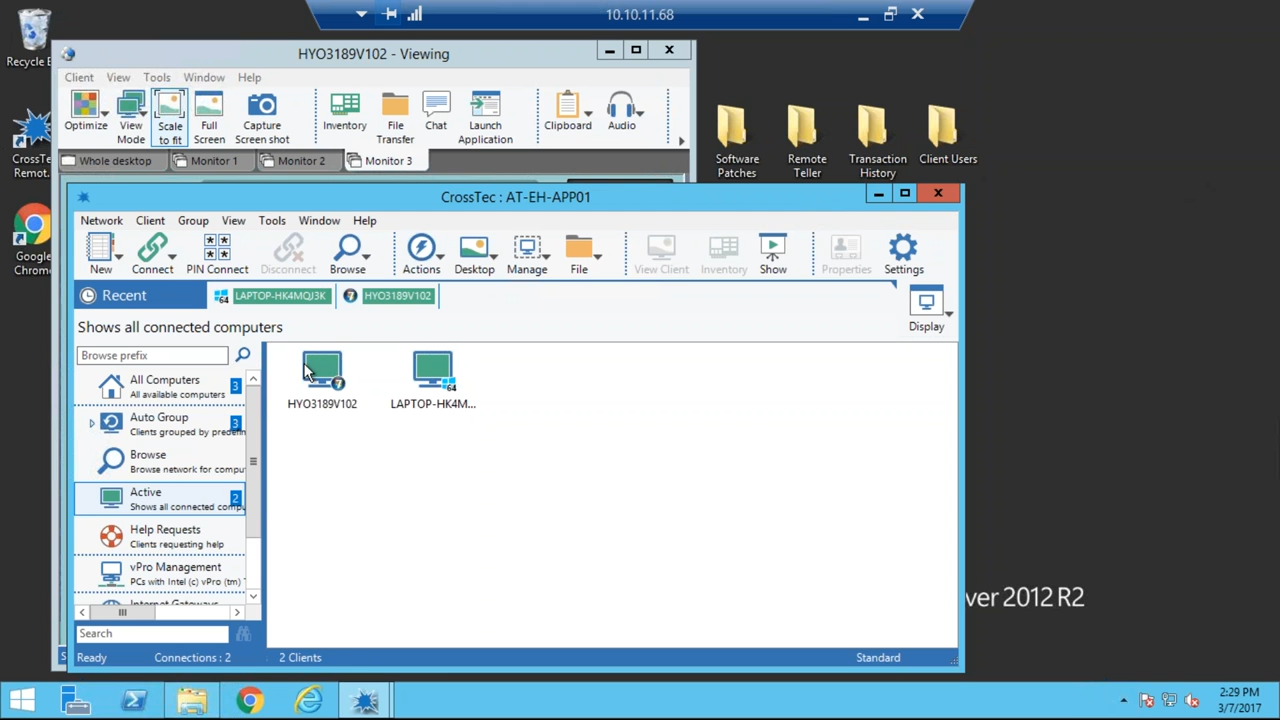 10.10.11.68
Recycle B
HYO3189V102 - Viewing
Client View Tools Window Help
Optimize
View Mode
Scale to fit
Full Screen
Capture Screen shot
Inventory
File Transfer
Chat
Launch Application
Clipboard
Audio
Whole desktop
Monitor 1
Monitor 2
Monitor 3
Software Patches
Remote Teller
Transaction History
Client Users
CrossTe
Remot
Google
Chrom
CrossTec : AT-EH-APP01
Network Client Group View Tools Window Help
New
Connect
PIN Connect
Disconnect
Browse
Actions
Desktop
Manage
File
View Client
Inventory
Show
Properties
Settings
Recent
64 LAPTOP-HK4MQJ3K
7 HYO3189V102
Shows all connected computers
Display
Browse prefix
All Computers 3
All available computers
Auto Group 3
Clients grouped by predefin
Browse
Browse network for compu
Active 2
Shows all connected compu
Help Requests
Clients requesting help
vPro Management
PCs with Intel (c) vPro (tm) T
Internet Gateways
Search
7
HYO3189V102
64
LAPTOP-HK4M...
Ready Connections : 2 2 Clients Standard
ver 2012 R2
2:29 PM
3/7/2017